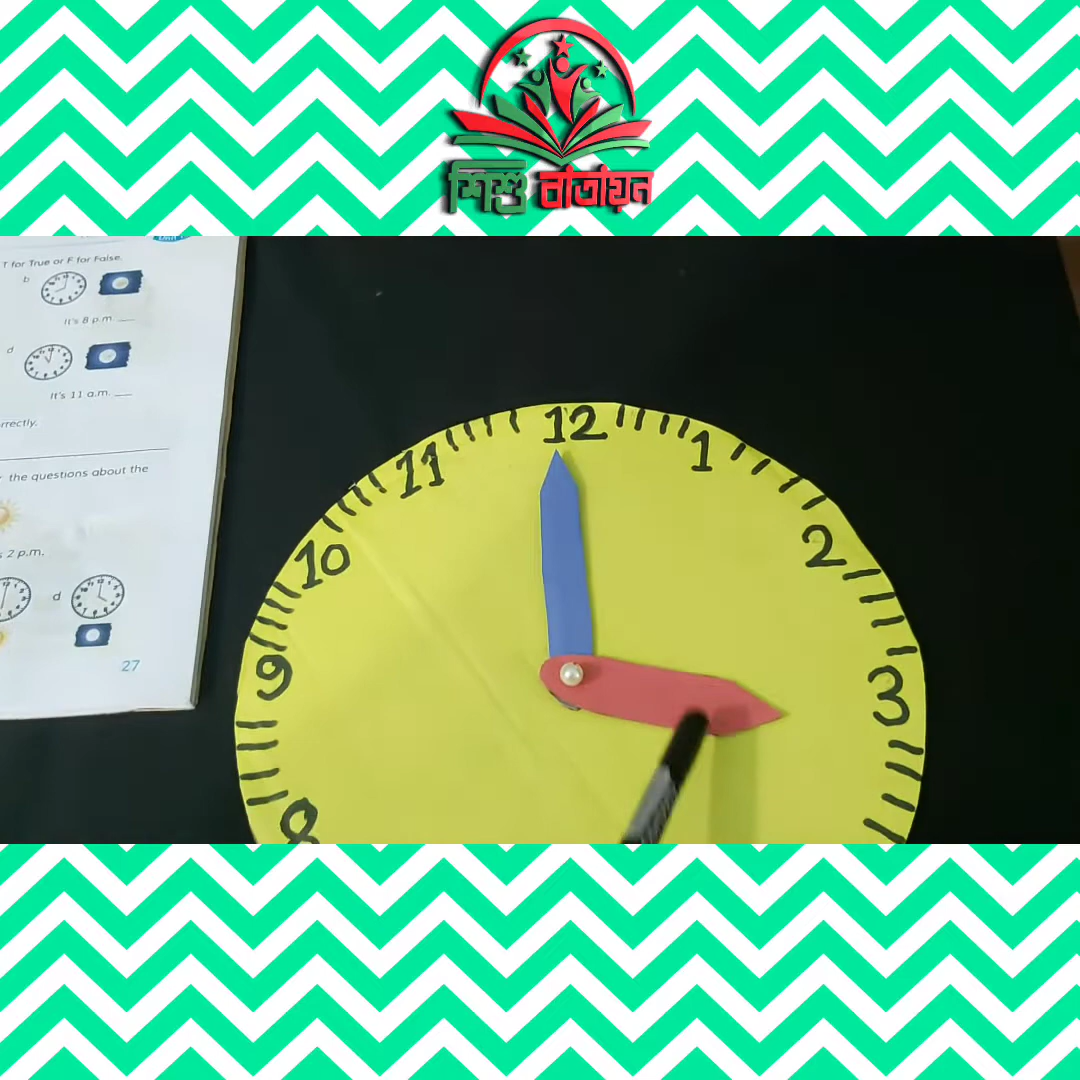 শিশু বাতায়ন
T for True or F for False.
b
It's 8 p.m.
d
It's 11 a.m.
rrectly.
the questions about the
2 p.m.
d
27
12
1
2
3
8
9
10
11